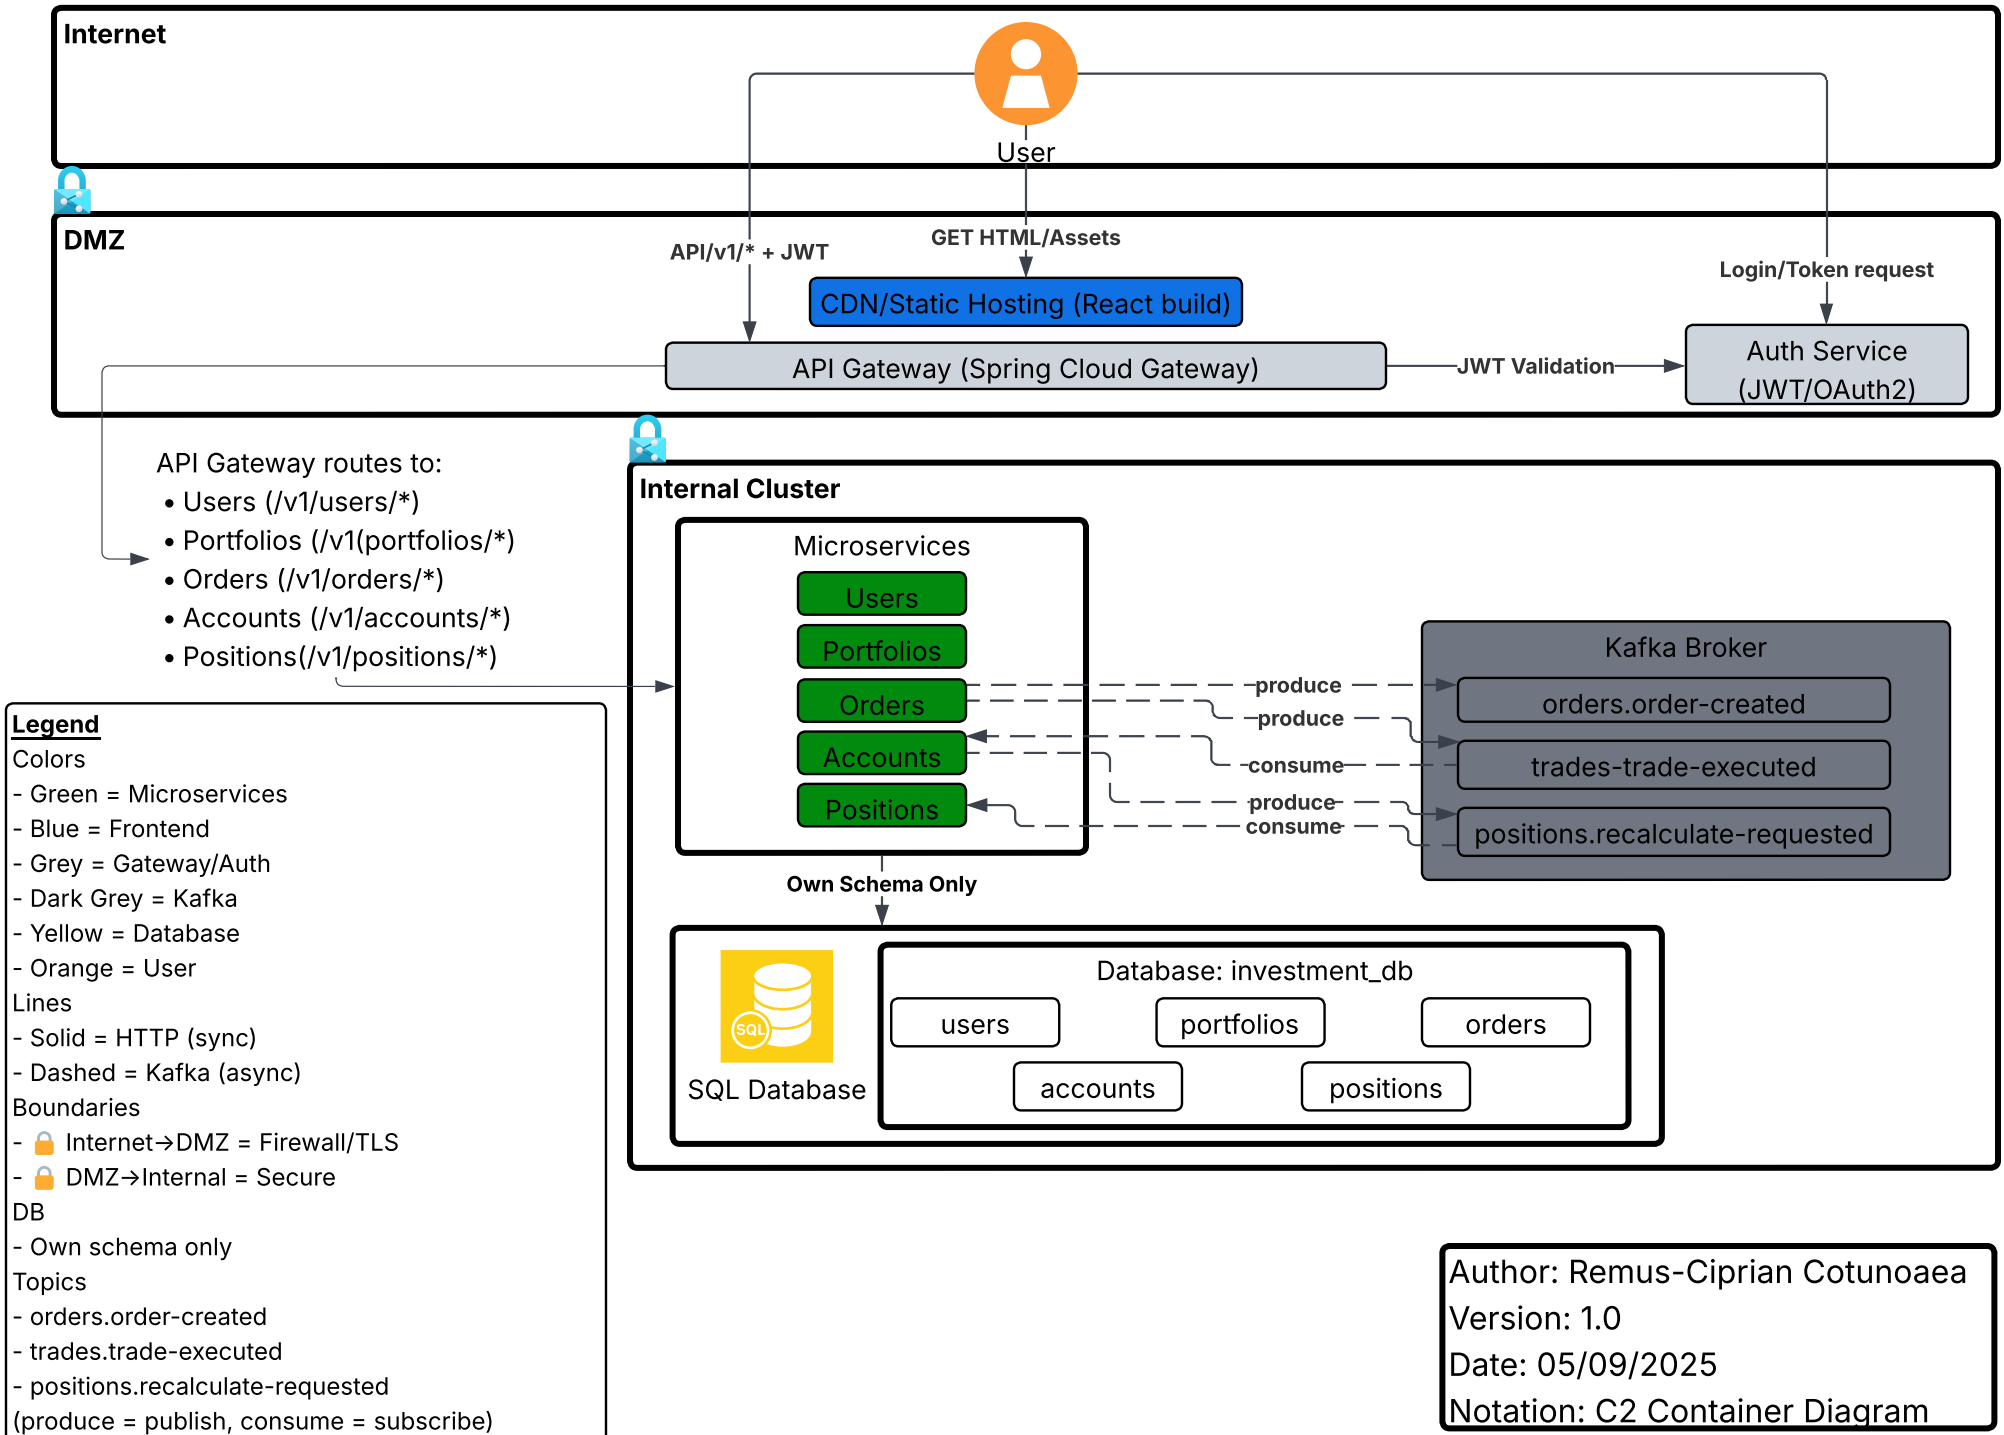 Internet
User
DMZ
API/v1/* + JWT
GET HTML/Assets
Login/Token request
CDN/Static Hosting (React build)
API Gateway (Spring Cloud Gateway)
JWT Validation
Auth Service
(JWT/OAuth2)
API Gateway routes to:
• Users (/v1/users/*)
• Portfolios (/v1(portfolios/*)
• Orders (/v1/orders/*)
• Accounts (/v1/accounts/*)
• Positions(/v1/positions/*)
Internal Cluster
Microservices
Users
Portfolios
Orders
Accounts
Positions
produce
produce
consume
produce
consume
Kafka Broker
orders.order-created
trades-trade-executed
positions.recalculate-requested
Own Schema Only
SQL
SQL Database
Database: investment_db
users
portfolios
orders
accounts
positions
Legend
Colors
- Green = Microservices
- Blue = Frontend
- Grey = Gateway/Auth
- Dark Grey = Kafka
- Yellow = Database
- Orange = User
Lines
- Solid = HTTP (sync)
- Dashed = Kafka (async)
Boundaries
- 🔒 Internet→DMZ = Firewall/TLS
- 🔒 DMZ→Internal = Secure
DB
- Own schema only
Topics
- orders.order-created
- trades.trade-executed
- positions.recalculate-requested
(produce = publish, consume = subscribe)
Author: Remus-Ciprian Cotunoaea
Version: 1.0
Date: 05/09/2025
Notation: C2 Container Diagram